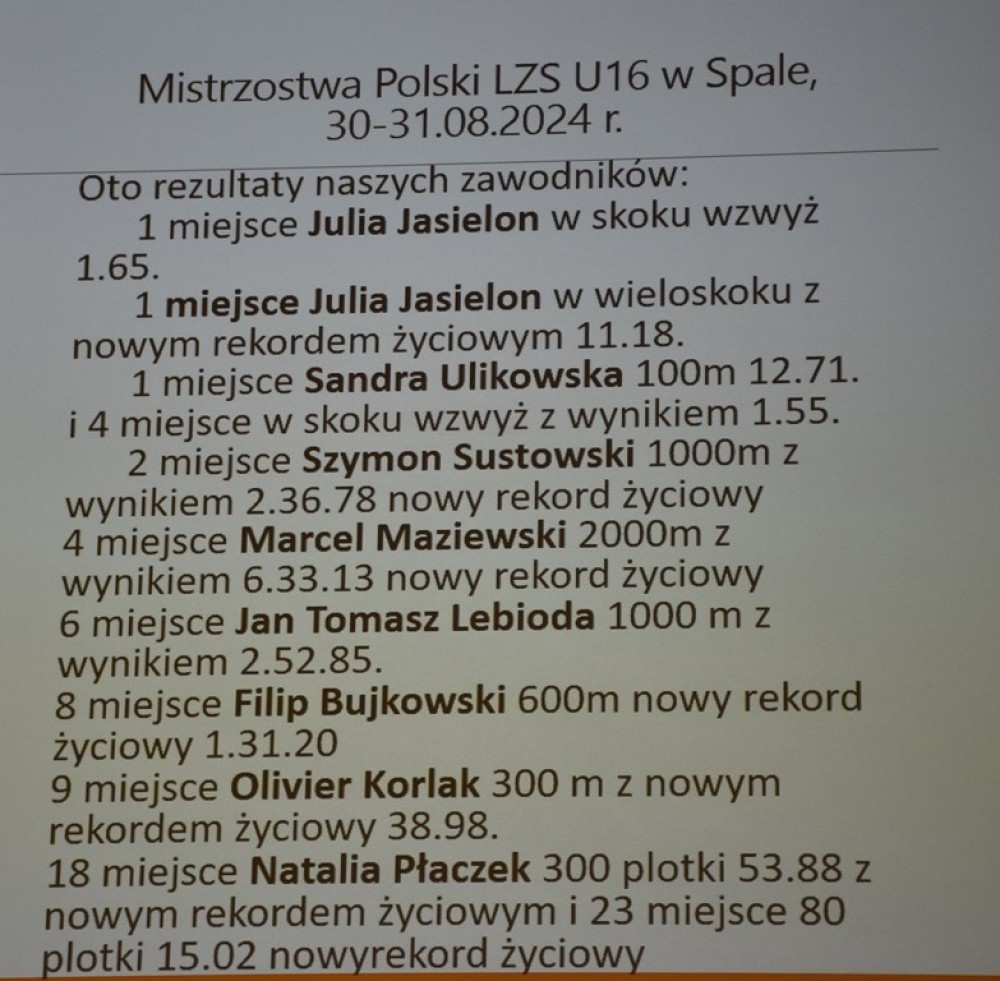 Mistrzostwa Polski LZS U16 w Spale,
30-31.08.2024 r.
Oto rezultaty naszych zawodników:
1 miejsce Julia Jasielon w skoku wzwyż
1.65.
1 miejsce Julia Jasielon w wieloskoku z
nowym rekordem życiowym 11.18.
1 miejsce Sandra Ulikowska 100m 12.71.
i 4 miejsce w skoku wzwyż z wynikiem 1.55.
2 miejsce Szymon Sustowski 1000m z
wynikiem 2.36.78 nowy rekord życiowy
4 miejsce Marcel Maziewski 2000m z
wynikiem 6.33.13 nowy rekord życiowy
6 miejsce Jan Tomasz Lebioda 1000 m z
wynikiem 2.52.85.
8 miejsce Filip Bujkowski 600m nowy rekord
życiowy 1.31.20
9 miejsce Olivier Korlak 300 m z nowym
rekordem życiowy 38.98.
18 miejsce Natalia Płaczek 300 plotki 53.88 z
nowym rekordem życiowym i 23 miejsce 80
plotki 15.02 nowyrekord życiowy